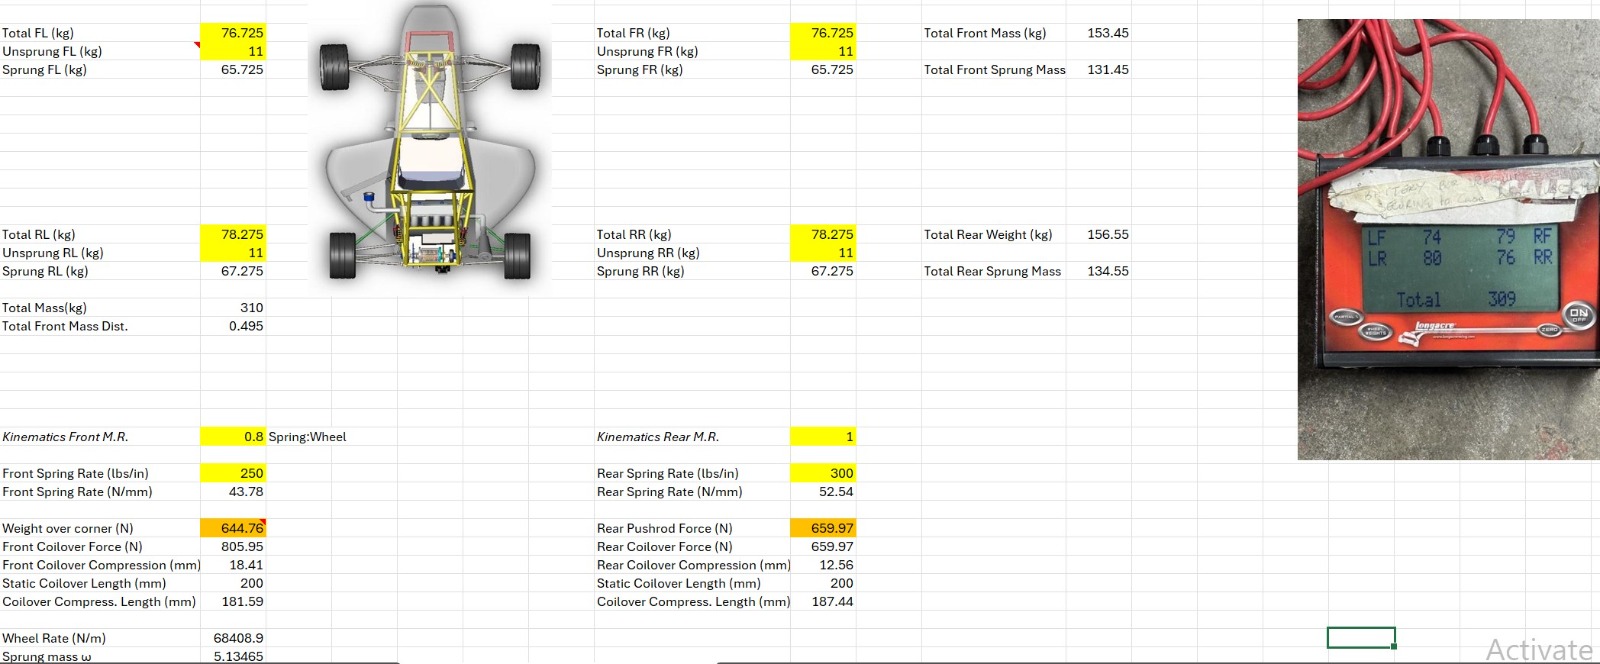 Total FL (kg) 76.725 Total FR (kg) 76.725 Total Front Mass (kg) 153.45
Unsprung FL (kg) 11 Unsprung FR (kg) 11
Sprung FL (kg) 65.725 Sprung FR (kg) 65.725 Total Front Sprung Mass 131.45
Total RL (kg) 78.275 Total RR (kg) 78.275 Total Rear Weight (kg) 156.55
Unsprung RL (kg) 11 Unsprung RR (kg) 11
Sprung RL (kg) 67.275 Sprung RR (kg) 67.275 Total Rear Sprung Mass 134.55
Total Mass(kg) 310
Total Front Mass Dist. 0.495
Kinematics Front M.R. 0.8 Spring:Wheel Kinematics Rear M.R. 1
Front Spring Rate (lbs/in) 250 Rear Spring Rate (lbs/in) 300
Front Spring Rate (N/mm) 43.78 Rear Spring Rate (N/mm) 52.54
Weight over corner (N) 644.76 Rear Pushrod Force (N) 659.97
Front Coilover Force (N) 805.95 Rear Coilover Force (N) 659.97
Front Coilover Compression (mm) 18.41 Rear Coilover Compression (mm) 12.56
Static Coilover Length (mm) 200 Static Coilover Length (mm) 200
Coilover Compress. Length (mm) 181.59 Coilover Compress. Length (mm) 187.44
Wheel Rate (N/m) 68408.9
Sprung mass ω 5.13465
CALES
LF 74 79 RF
LR 80 76 RR
Total 309
ON
OFF
Longacre
ZERO
Activate